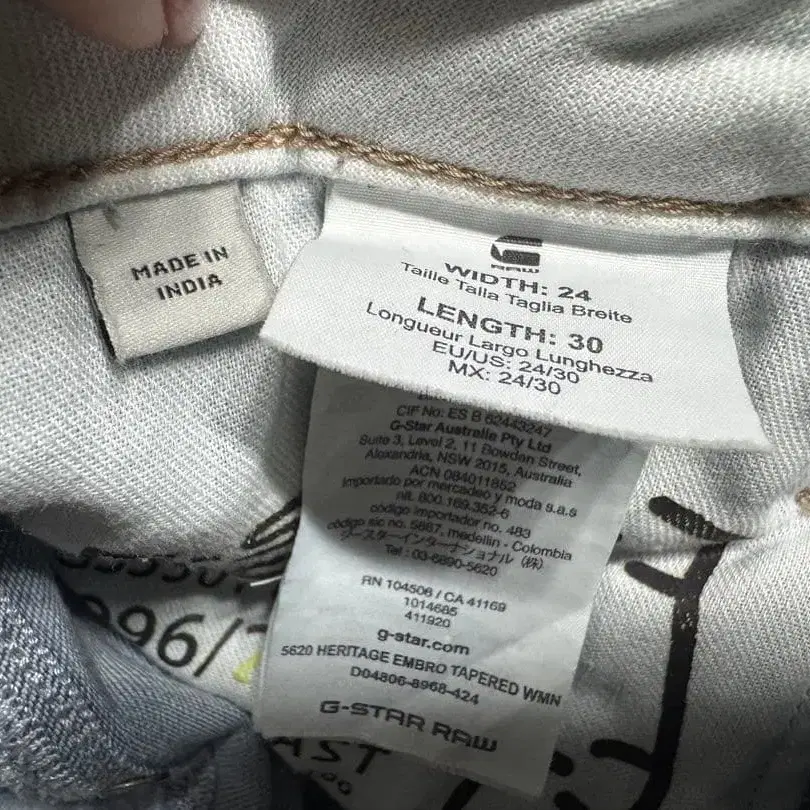 MADE IN
INDIA
RAW
WIDTH: 24
Taille Talla Taglia Breite
LENGTH: 30
Longueur Largo Lunghezza
EU/US: 24/30
MX: 24/30
CIF No: ES B 62443247
G-Star Australie Pty Ltd
Suite 3, Level 2, 11 Bowden Street,
Alexandria, NSW 2015, Australia
ACN 084011852
Importado por mercadeo y moda s.a.s
nit. 800.169.352-6
código importador no. 483
código sic no. 5887, medellin - Colombia
ジースターインターナショナル (株)
Tel : 03-6890-5620
RN 104506 / CA 41169
1014685
411920
g-star.com
5620 HERITAGE EMBRO TAPERED WMN
D04806-8968-424
G-STAR RAW
996/
AST